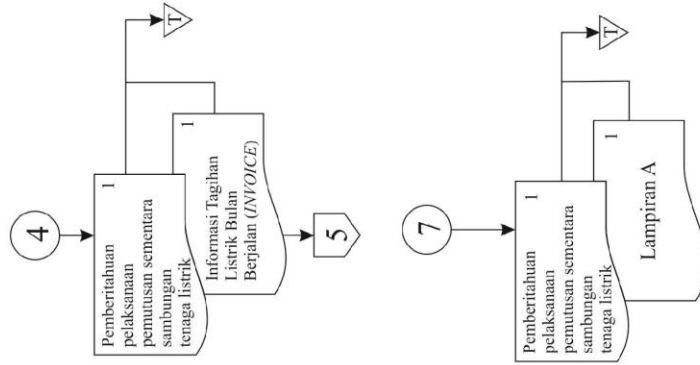 4
Pemberitahuan
pelaksanaan
pemutusan sementara
sambungan
tenaga listrik
1
Informasi Tagihan
Listrik Bulan
Berjalan (INVOICE)
1
T
5
7
Pemberitahuan
pelaksanaan
pemutusan sementara
sambungan
tenaga listrik
1
Lampiran A
1
T